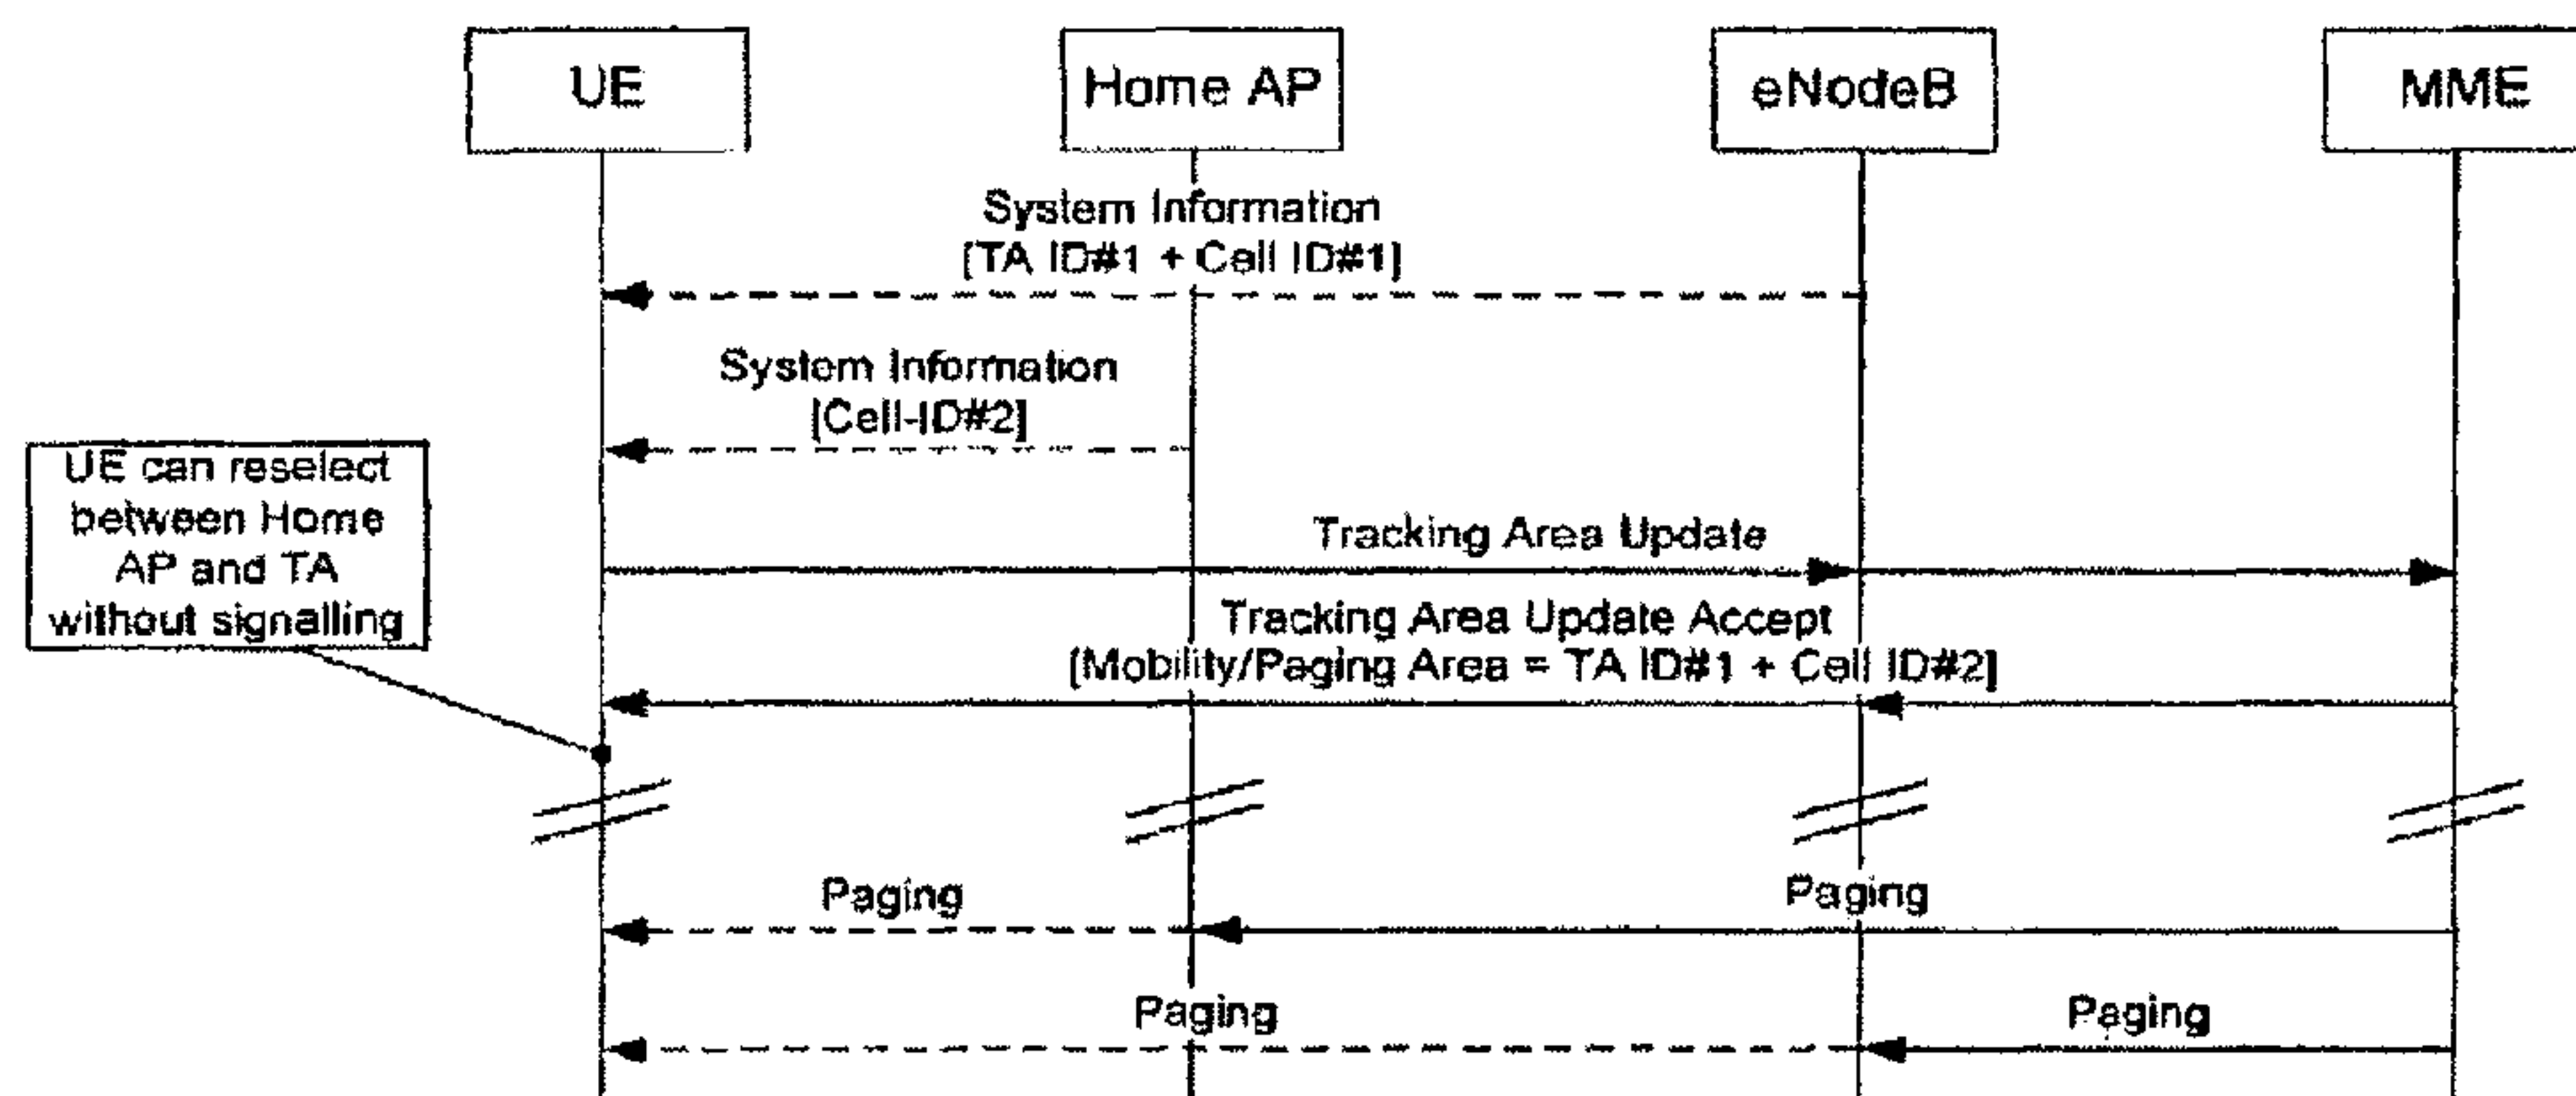 UE
Home AP
eNodeB
MME
System Information
[TA ID#1 + Cell ID#1]
System Information
[Cell-ID#2]
UE can reselect
between Home
AP and TA
without signalling
Tracking Area Update
Tracking Area Update Accept
[Mobility/Paging Area = TA ID#1 + Cell ID#2]
Paging
Paging
Paging
Paging